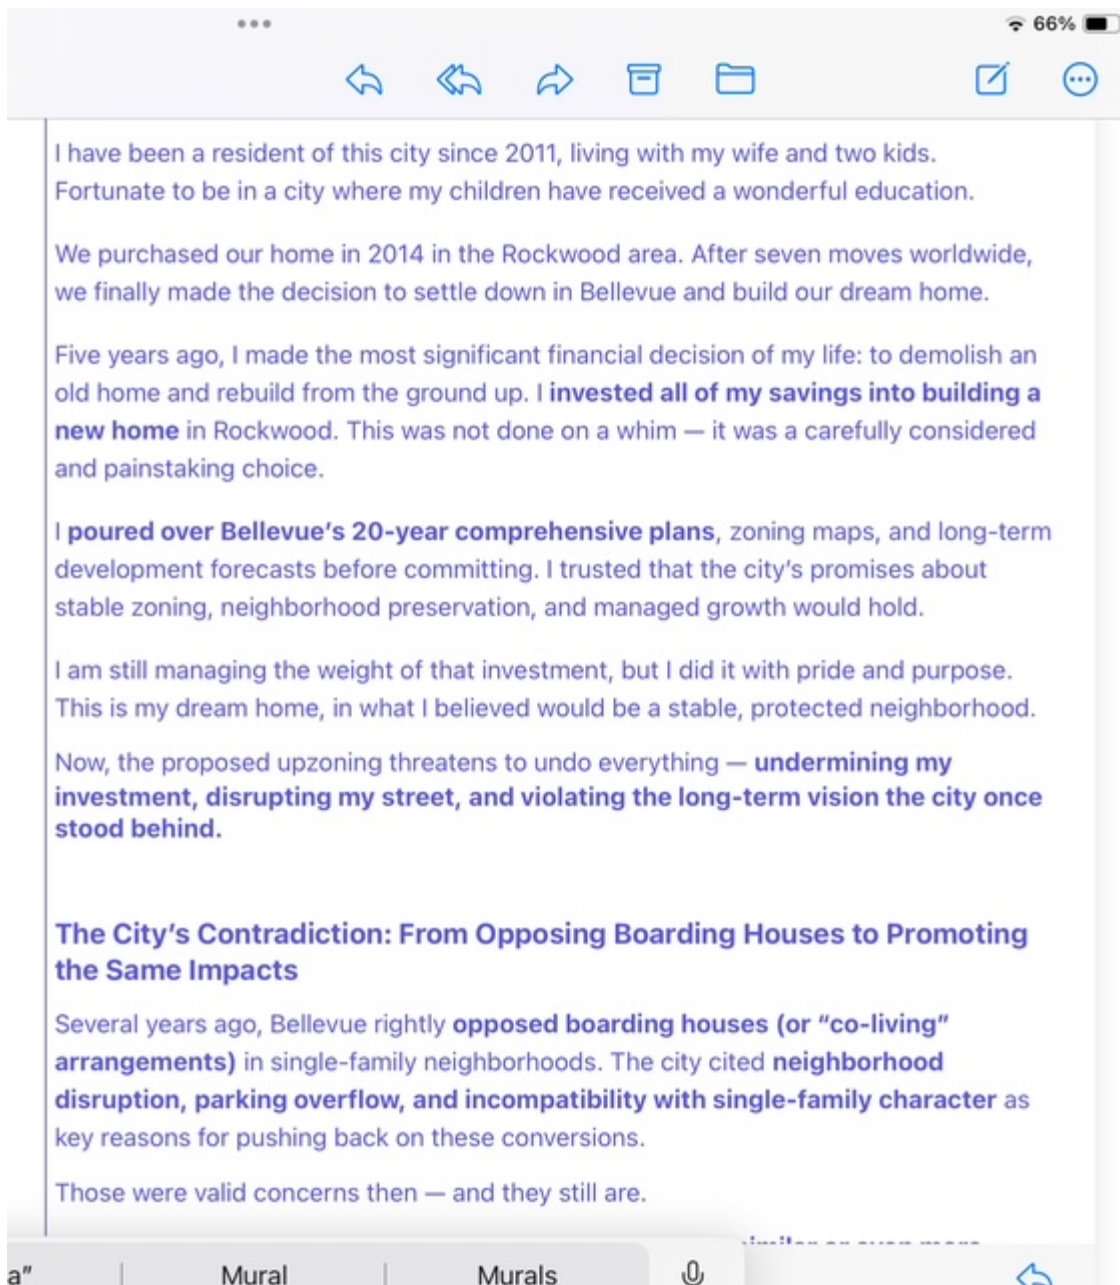 66%
I have been a resident of this city since 2011, living with my wife and two kids.
Fortunate to be in a city where my children have received a wonderful education.
We purchased our home in 2014 in the Rockwood area. After seven moves worldwide,
we finally made the decision to settle down in Bellevue and build our dream home.
Five years ago, I made the most significant financial decision of my life: to demolish an
old home and rebuild from the ground up. I invested all of my savings into building a
new home in Rockwood. This was not done on a whim — it was a carefully considered
and painstaking choice.
I poured over Bellevue’s 20-year comprehensive plans, zoning maps, and long-term
development forecasts before committing. I trusted that the city’s promises about
stable zoning, neighborhood preservation, and managed growth would hold.
I am still managing the weight of that investment, but I did it with pride and purpose.
This is my dream home, in what I believed would be a stable, protected neighborhood.
Now, the proposed upzoning threatens to undo everything — undermining my
investment, disrupting my street, and violating the long-term vision the city once
stood behind.
The City’s Contradiction: From Opposing Boarding Houses to Promoting
the Same Impacts
Several years ago, Bellevue rightly opposed boarding houses (or “co-living”
arrangements) in single-family neighborhoods. The city cited neighborhood
disruption, parking overflow, and incompatibility with single-family character as
key reasons for pushing back on these conversions.
Those were valid concerns then — and they still are.
similar or even more
a” Mural Murals